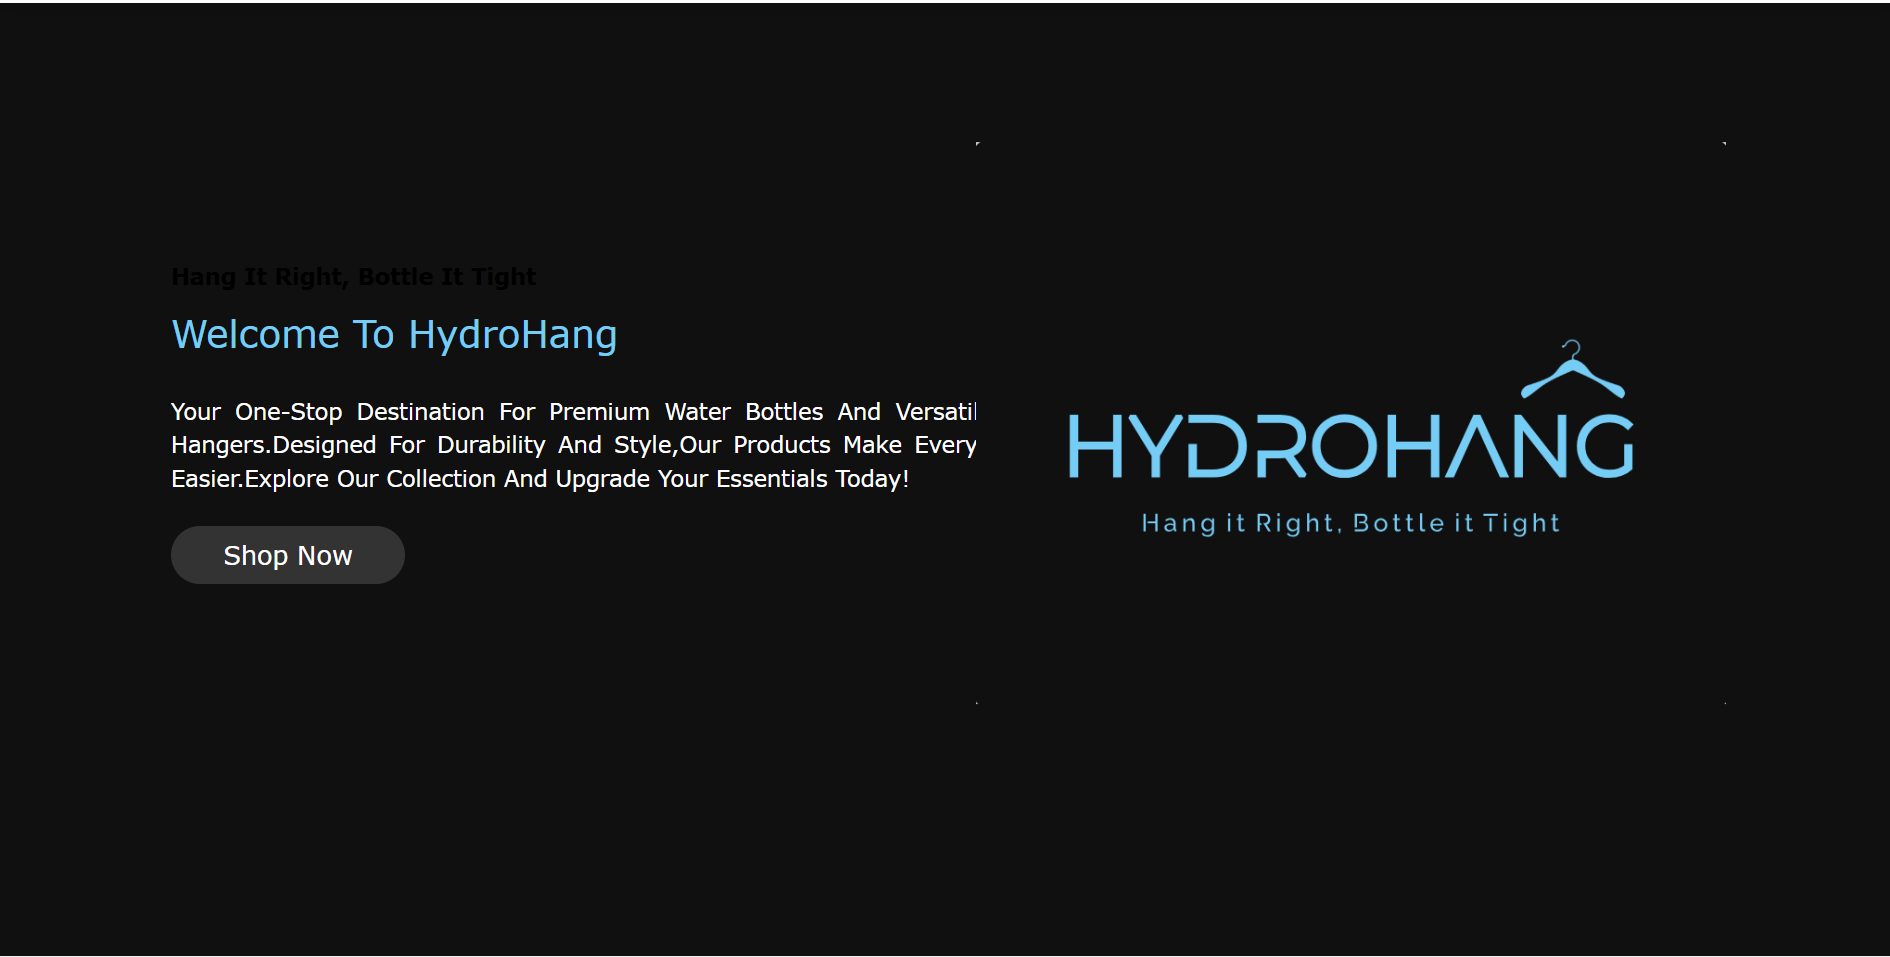 Hang It Right, Bottle It Tight
Welcome To HydroHang
Your One-Stop Destination For Premium Water Bottles And
Hangers.Designed For Durability And Style,Our Products Make Every
Easier.Explore Our Collection And Upgrade Your Essentials Today!
Shop Now
HYDROHANG
Hang it Right, Bottle it Tight